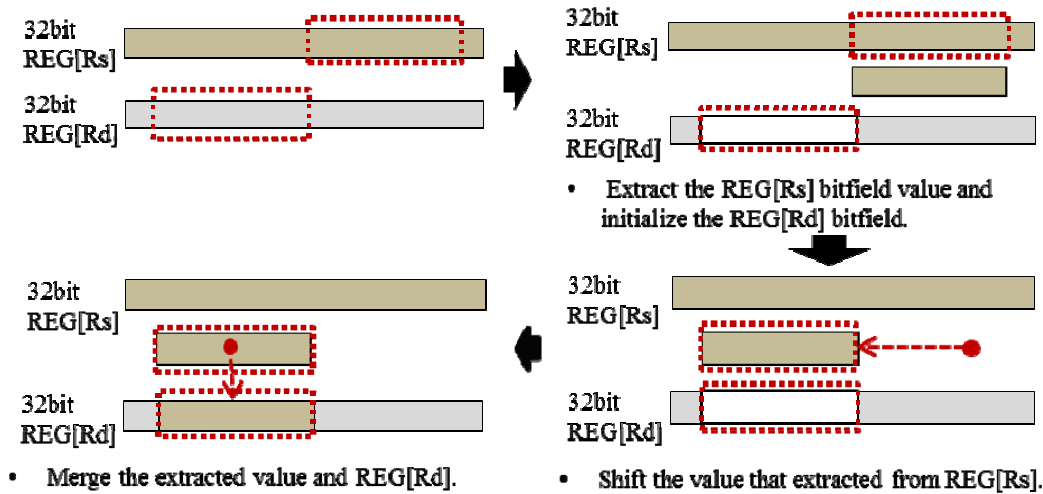 32bit
REG[Rs]
32bit
REG[Rd]
32bit
REG[Rs]
32bit
REG[Rd]
• Extract the REG[Rs] bitfield value and
initialize the REG[Rd] bitfield.
32bit
REG[Rs]
32bit
REG[Rd]
• Shift the value that extracted from REG[Rs].
32bit
REG[Rs]
32bit
REG[Rd]
• Merge the extracted value and REG[Rd].